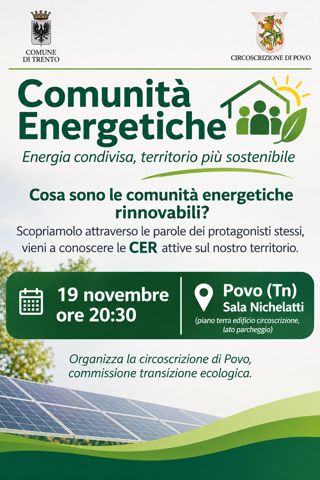 COMUNE
DI TRENTO
CIRCOSCRIZIONE DI POVO
Comunità
Energetiche
Energia condivisa, territorio più sostenibile
Cosa sono le comunità energetiche
rinnovabili?
Scopriamolo attraverso le parole dei protagonisti stessi,
vieni a conoscere le CER attive sul nostro territorio.
19 novembre
ore 20:30
Povo (Tn)
Sala Nichelatti
(piano terra edificio circoscrizione,
lato parcheggio)
Organizza la circoscrizione di Povo,
commissione transizione ecologica.